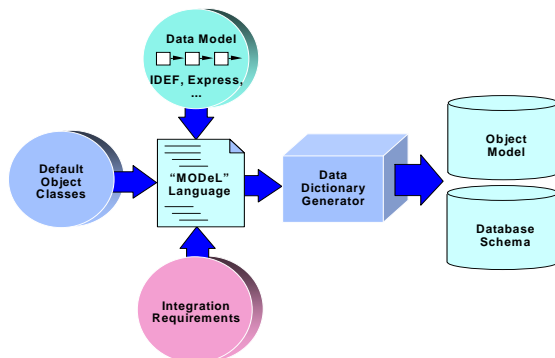 Data Model
IDEF, Express,
...
Default
Object
Classes
“MODeL”
Language
Data
Dictionary
Generator
Object
Model
Database
Schema
Integration
Requirements